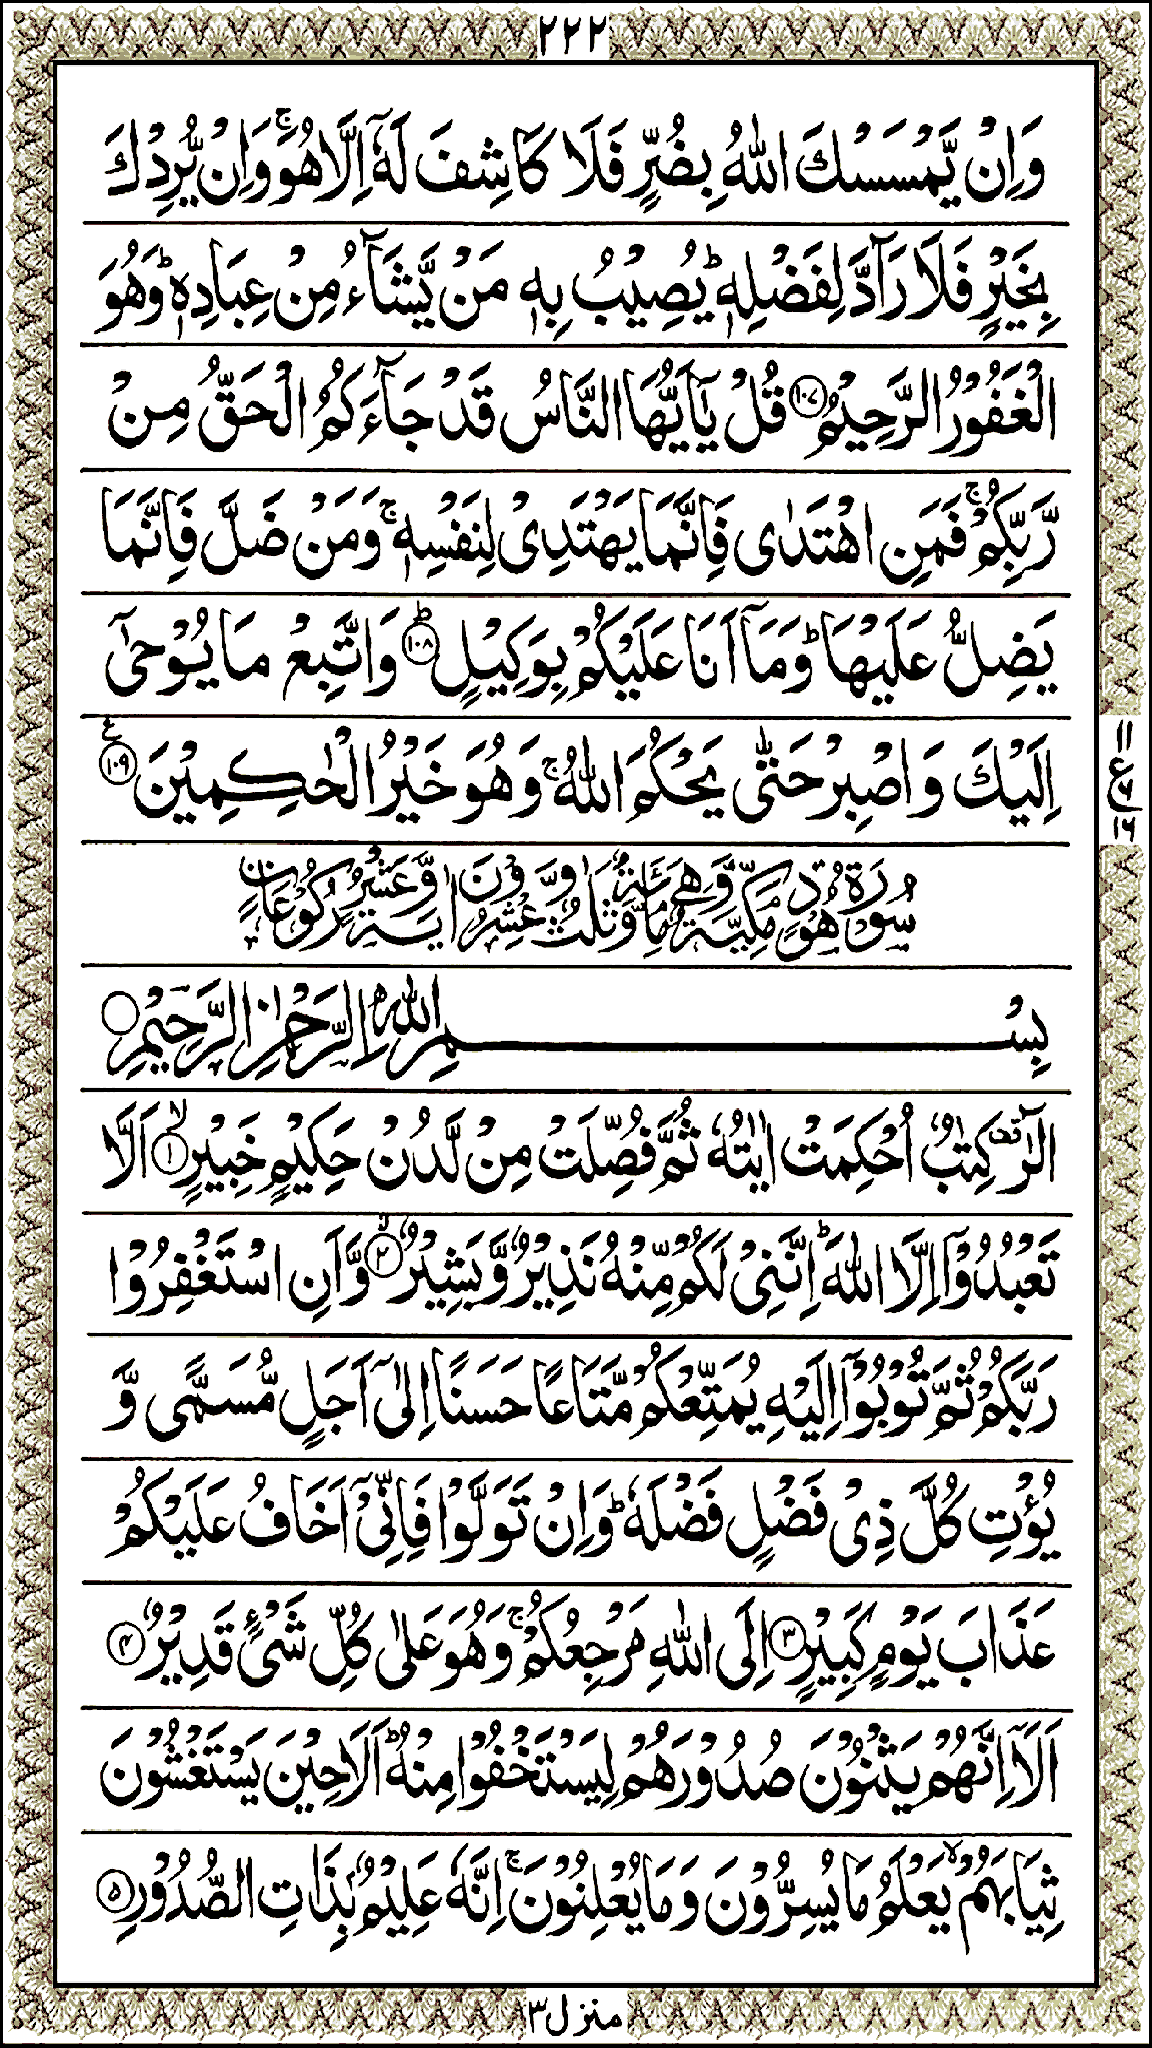 ٢٢٢
وَاِنْ يَّمْسَسْكَ اللّٰهُ بِضُرٍّ فَلَا كَاشِفَ لَهٗۤ اِلَّا هُوَ ۚ وَاِنْ يُّرِدْكَ
بِخَيْرٍ فَلَا رَآدَّ لِفَضْلِهٖ ؕ يُصِيْبُ بِهٖ مَنْ يَّشَآءُ مِنْ عِبَادِهٖ ؕ وَهُوَ
الْغَفُوْرُ الرَّحِيْمُ ﴿١٠٧﴾ قُلْ يٰۤاَيُّهَا النَّاسُ قَدْ جَآءَكُمُ الْحَقُّ مِنْ
رَّبِّكُمْ ۚ فَمَنِ اهْتَدٰى فَاِنَّمَا يَهْتَدِىْ لِنَفْسِهٖ ۚ وَمَنْ ضَلَّ فَاِنَّمَا
يَضِلُّ عَلَيْهَا ؕ وَمَاۤ اَنَا عَلَيْكُمْ بِوَكِيْلٍ ؕ﴿١٠٨﴾ وَاتَّبِعْ مَا يُوْحٰۤى
اِلَيْكَ وَاصْبِرْ حَتّٰى يَحْكُمَ اللّٰهُ ۚ وَهُوَ خَيْرُ الْحٰكِمِيْنَ ﴿١٠٩﴾ ع
١١
ع
٦
١٦
سُوْرَةُ هُوْدٍ مَكِّيَّةٌ وَّهِىَ مِائَةٌ وَّثَلٰثٌ وَّعِشْرُوْنَ اٰيَةً وَّعَشْرُ رُكُوْعَاتٍ
بِسْمِ اللّٰهِ الرَّحْمٰنِ الرَّحِيْمِ
الٓرٰ ۚ كِتٰبٌ اُحْكِمَتْ اٰيٰتُهٗ ثُمَّ فُصِّلَتْ مِنْ لَّدُنْ حَكِيْمٍ خَبِيْرٍ ۙ﴿١﴾ اَلَّا
تَعْبُدُوْۤا اِلَّا اللّٰهَ ؕ اِنَّنِىْ لَكُمْ مِّنْهُ نَذِيْرٌ وَّبَشِيْرٌ ۙ﴿٢﴾ وَّاَنِ اسْتَغْفِرُوْا
رَبَّكُمْ ثُمَّ تُوْبُوْۤا اِلَيْهِ يُمَتِّعْكُمْ مَّتَاعًا حَسَنًا اِلٰٓى اَجَلٍ مُّسَمًّى وَّ
يُؤْتِ كُلَّ ذِىْ فَضْلٍ فَضْلَهٗ ؕ وَاِنْ تَوَلَّوْا فَاِنِّىْۤ اَخَافُ عَلَيْكُمْ
عَذَابَ يَوْمٍ كَبِيْرٍ ﴿٣﴾ اِلَى اللّٰهِ مَرْجِعُكُمْ ۚ وَهُوَ عَلٰى كُلِّ شَىْءٍ قَدِيْرٌ ﴿٤﴾
اَلَاۤ اِنَّهُمْ يَثْنُوْنَ صُدُوْرَهُمْ لِيَسْتَخْفُوْا مِنْهُ ؕ اَلَا حِيْنَ يَسْتَغْشُوْنَ
ثِيَابَهُمْ ۙ يَعْلَمُ مَا يُسِرُّوْنَ وَمَا يُعْلِنُوْنَ ۚ اِنَّهٗ عَلِيْمٌۢ بِذَاتِ الصُّدُوْرِ ﴿٥﴾
منزل ٣